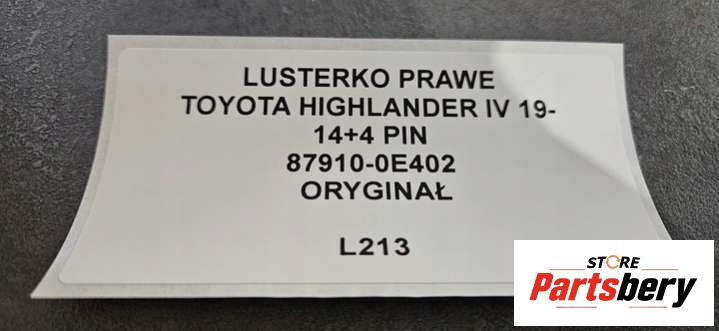 LUSTERKO PRAWE
TOYOTA HIGHLANDER IV 19-
14+4 PIN
87910-0E402
ORYGINAŁ
L213
STORE
Partsbery